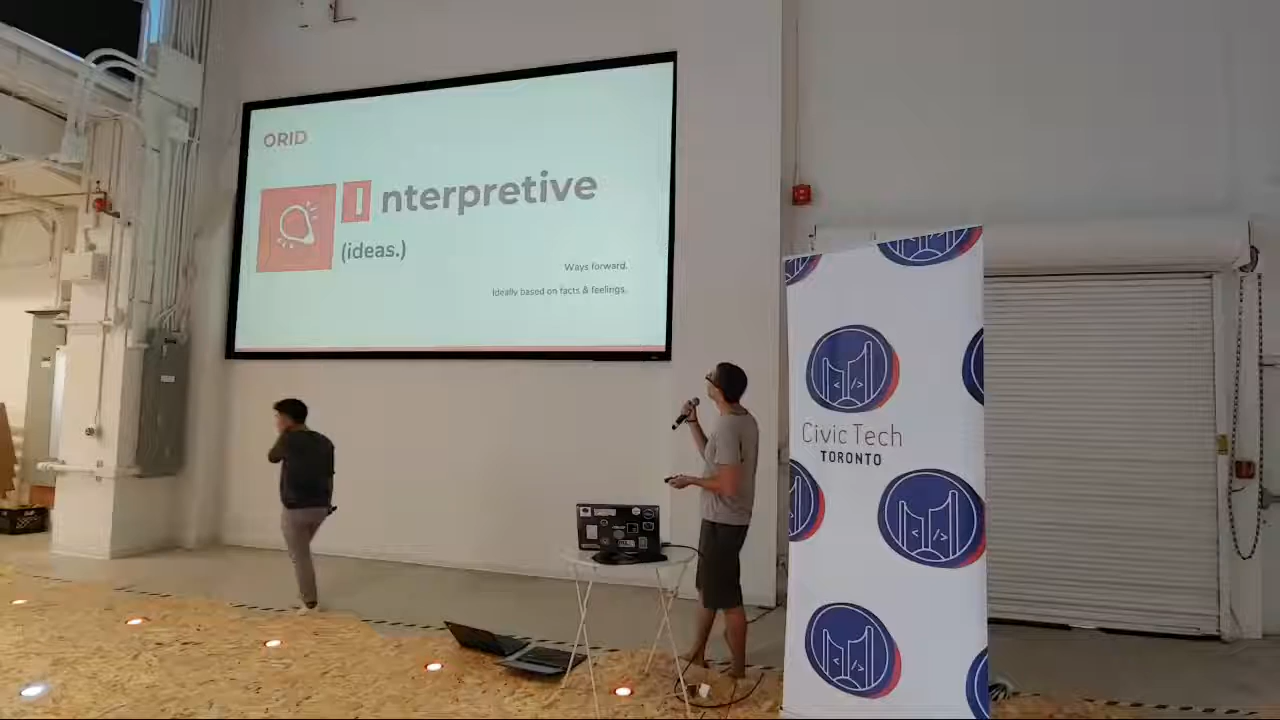 ORID
Interpretive
(ideas.)
Ways forward.
Ideally based on facts & feelings.
Civic Tech
TORONTO